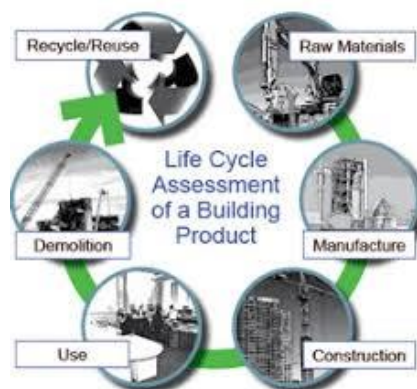 Recycle/Reuse
Raw Materials
Life Cycle
Assessment
of a Building
Product
Demolition
Manufacture
Use
Construction